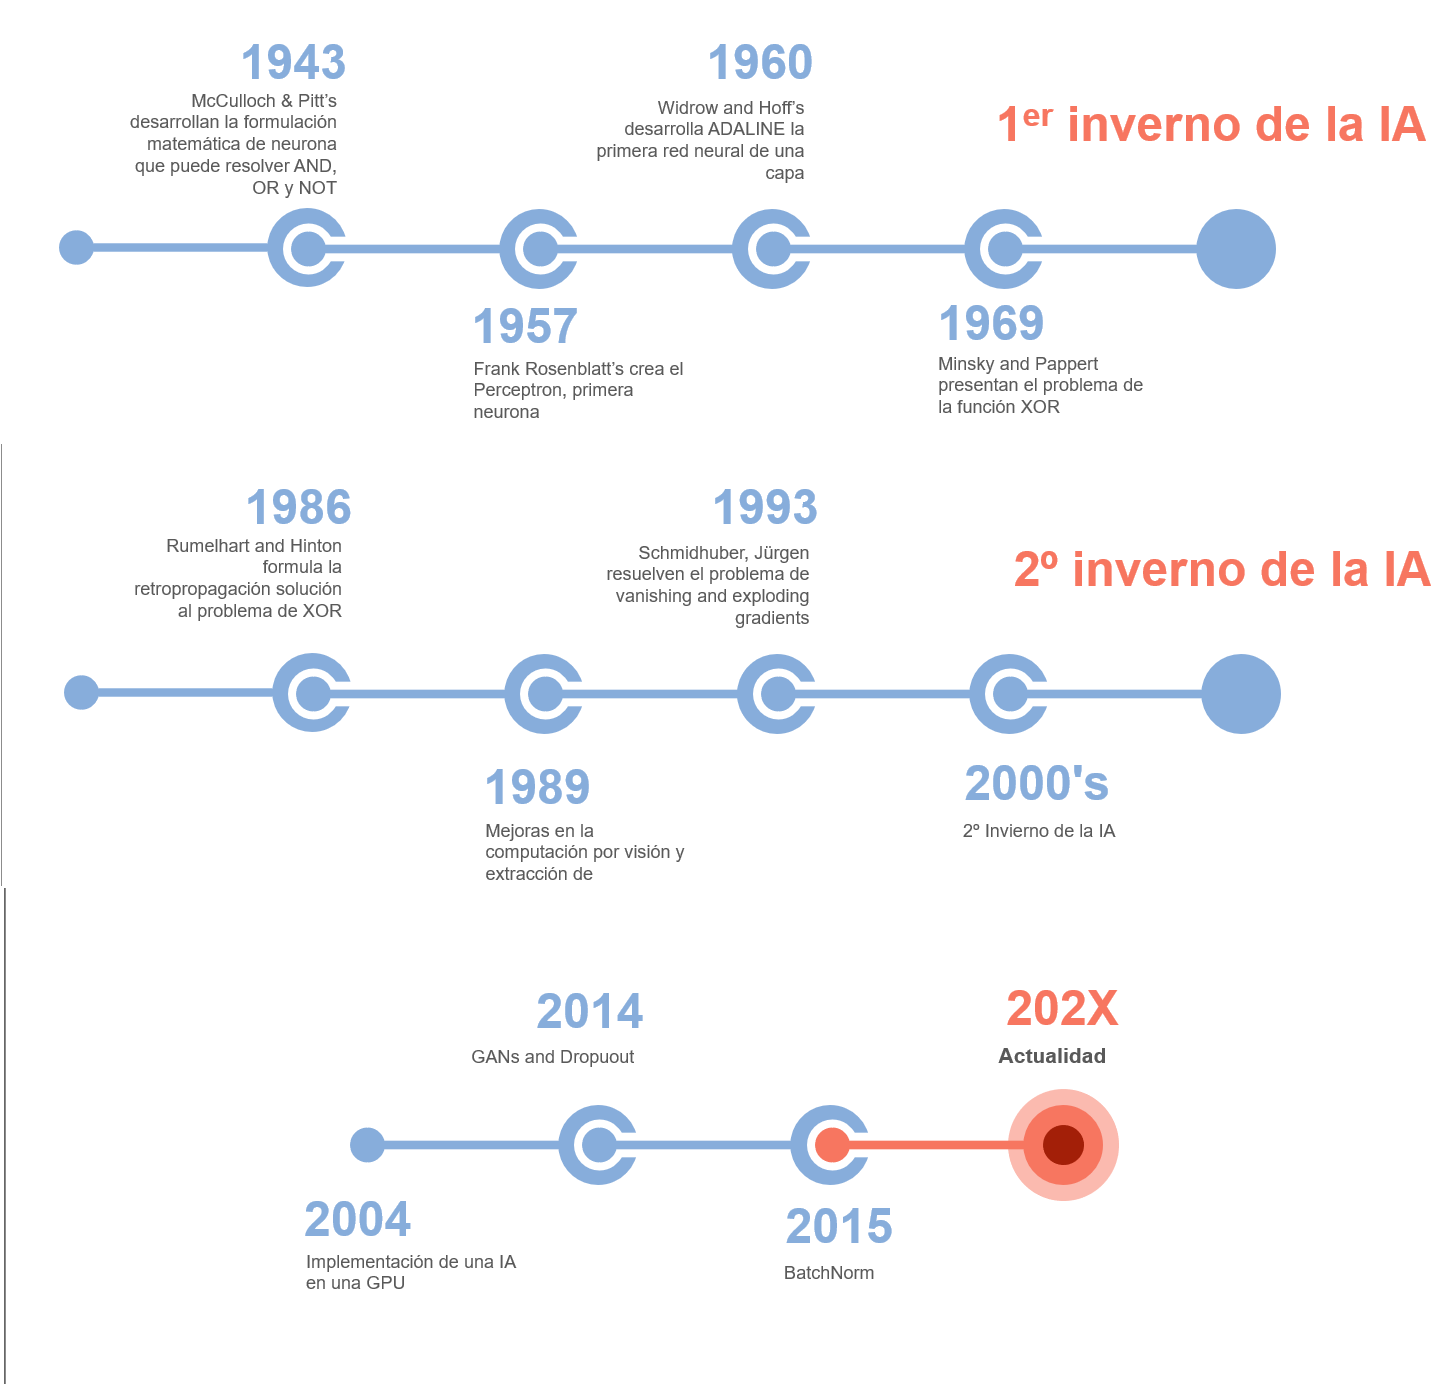 1943
McCulloch & Pitt's
desarrollan la formulación
matemática de neurona
que puede resolver AND,
OR y NOT
1960
Widrow and Hoff's
desarrolla ADALINE la
primera red neural de una
capa
1er inverno de la IA
1957
Frank Rosenblatt's crea el
Perceptron, primera
neurona
1969
Minsky and Pappert
presentan el problema de
la función XOR
1986
Rumelhart and Hinton
formula la
retropropagación solución
al problema de XOR
1993
Schmidhuber, Jürgen
resuelven el problema de
vanishing and exploding
gradients
2º inverno de la IA
1989
Mejoras en la
computación por visión y
extracción de
2000's
2º Invierno de la IA
2014
GANs and Dropuout
202X
Actualidad
2004
Implementación de una IA
en una GPU
2015
BatchNorm